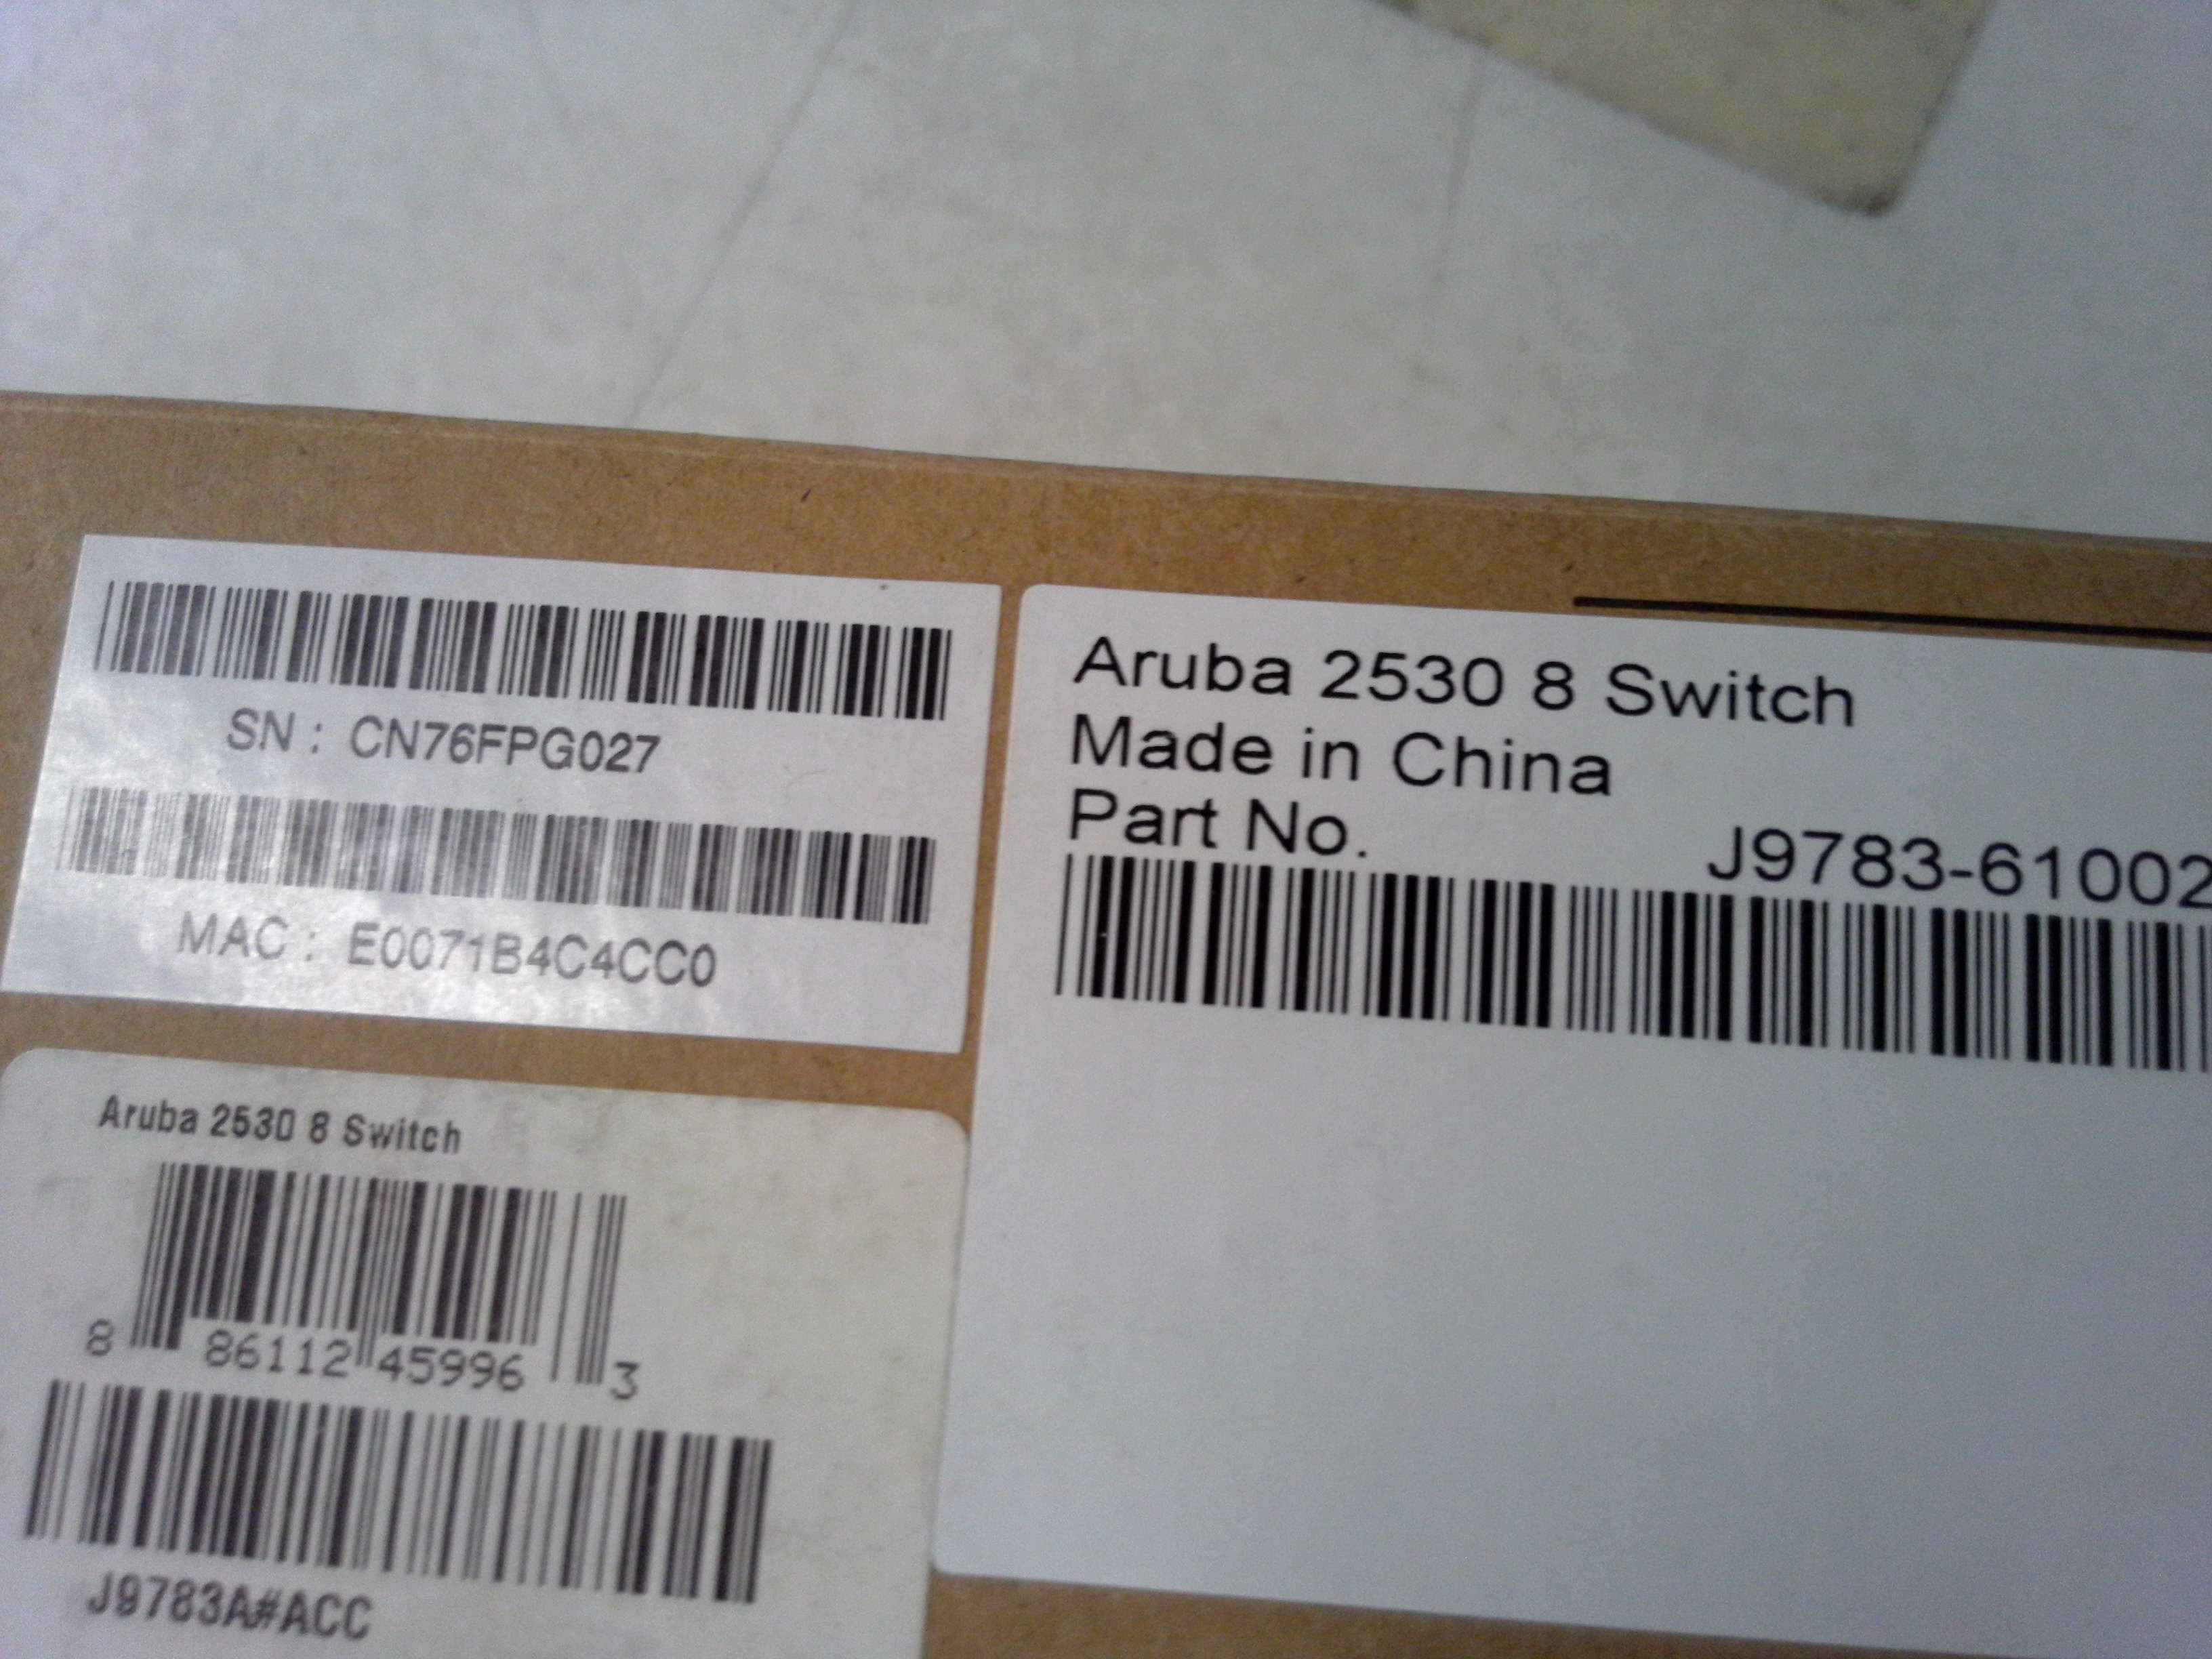 SN : CN76FPG027
MAC : E0071B4C4CC0
Aruba 2530 8 Switch
Made in China
Part No. J9783-61002
Aruba 2530 8 Switch
8 86112 45996 3
J9783A#ACC